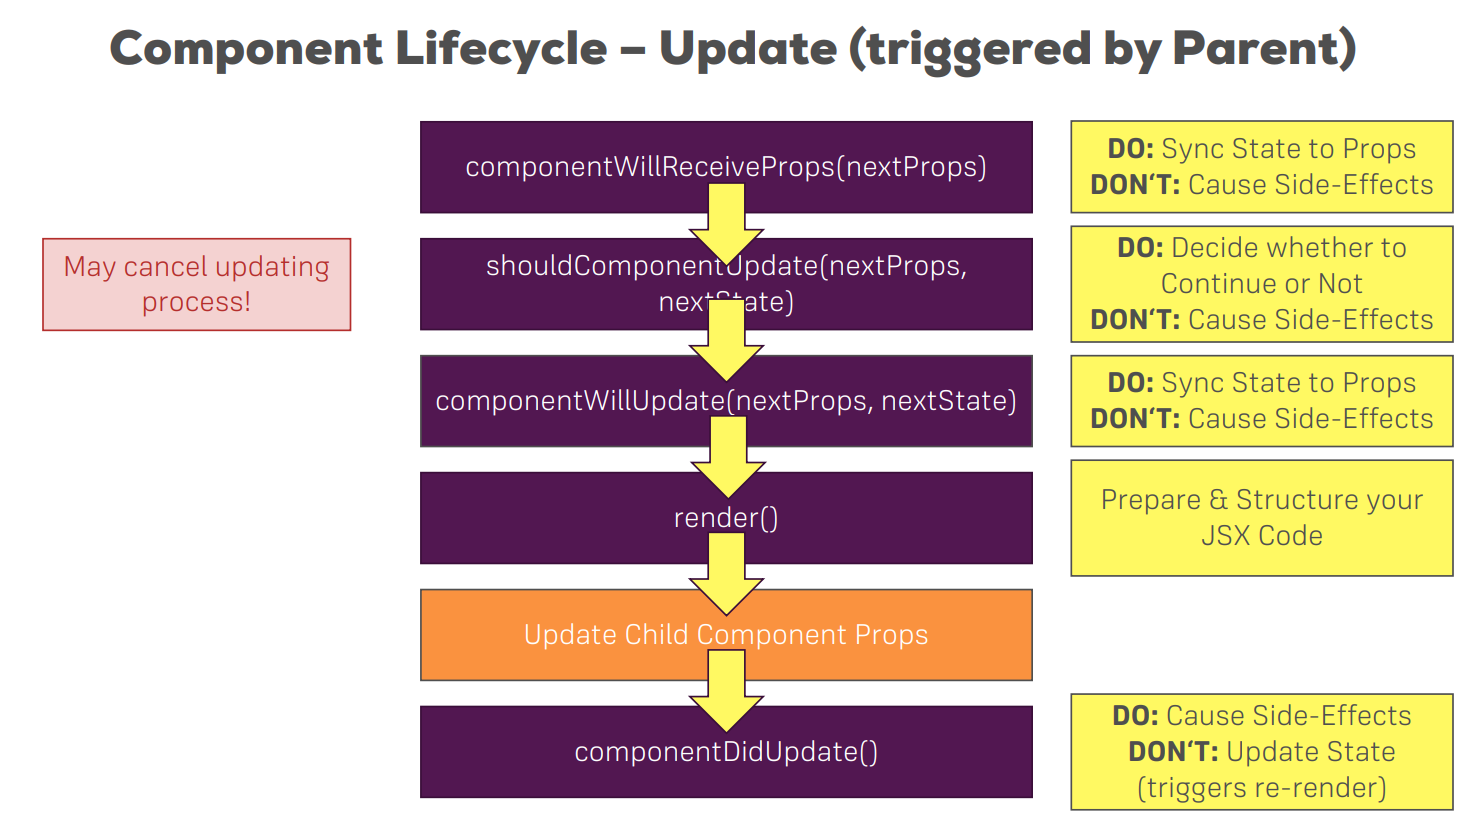 Component Lifecycle – Update (triggered by Parent)
componentWillReceiveProps(nextProps)
DO: Sync State to Props
DON‘T: Cause Side-Effects
May cancel updating
process!
shouldComponentUpdate(nextProps,
nextState)
DO: Decide whether to
Continue or Not
DON‘T: Cause Side-Effects
componentWillUpdate(nextProps, nextState)
DO: Sync State to Props
DON‘T: Cause Side-Effects
render()
Prepare & Structure your
JSX Code
Update Child Component Props
componentDidUpdate()
DO: Cause Side-Effects
DON‘T: Update State
(triggers re-render)